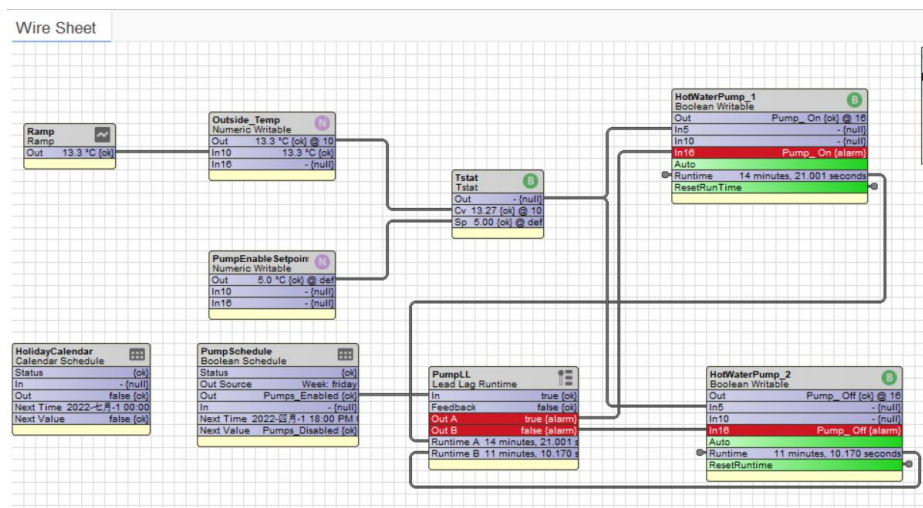 Wire Sheet
Ramp
Ramp
Out 13.3 °C {ok}
Outside_Temp
Numeric Writable
Out 13.3 °C {ok} @ 10
In10 13.3 °C {ok}
In16 - {null}
PumpEnableSetpoin
Numeric Writable
Out 5.0 °C {ok} @ def
In10 - {null}
In16 - {null}
Tstat
Tstat
Out - {null}
Cv 13.27 {ok} @ 10
Sp 5.00 {ok} @ def
HotWaterPump_1
Boolean Writable
Out Pump_ On {ok} @ 16
In5 - {null}
In10 - {null}
In16 Pump_ On {alarm}
Auto
Runtime 14 minutes, 21.001 seconds
ResetRunTime
HolidayCalendar
Calendar Schedule
Status {ok}
In - {null}
Out false {ok}
Next Time 2022-七月-1 00:00
Next Value false {ok}
PumpSchedule
Boolean Schedule
Status {ok}
Out Source Week: friday
Out Pumps_Enabled {ok}
In - {null}
Next Time 2022-四月-1 18:00 PM
Next Value Pumps_Disabled {ok}
PumpLL
Lead Lag Runtime
In true {ok}
Feedback false {ok}
Out A true {alarm}
Out B false {alarm}
Runtime A 14 minutes, 21.001 s
Runtime B 11 minutes, 10.170 s
HotWaterPump_2
Boolean Writable
Out Pump_ Off {ok} @ 16
In5 - {null}
In10 - {null}
In16 Pump_ Off {alarm}
Auto
Runtime 11 minutes, 10.170 seconds
ResetRuntime